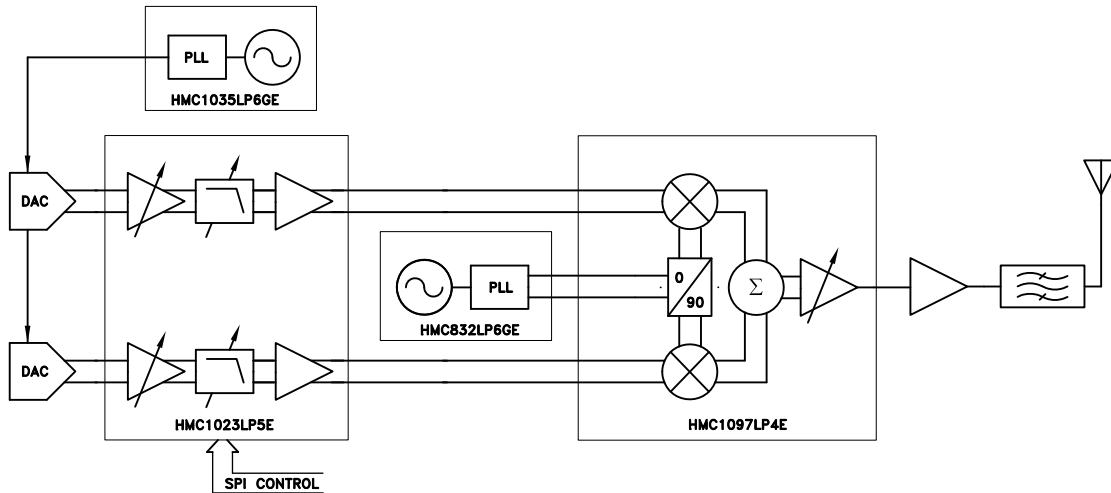 PLL
HMC1035LP6GE
DAC
0
90
Σ
PLL
HMC832LP6GE
DAC
HMC1023LP5E
HMC1097LP4E
SPI CONTROL